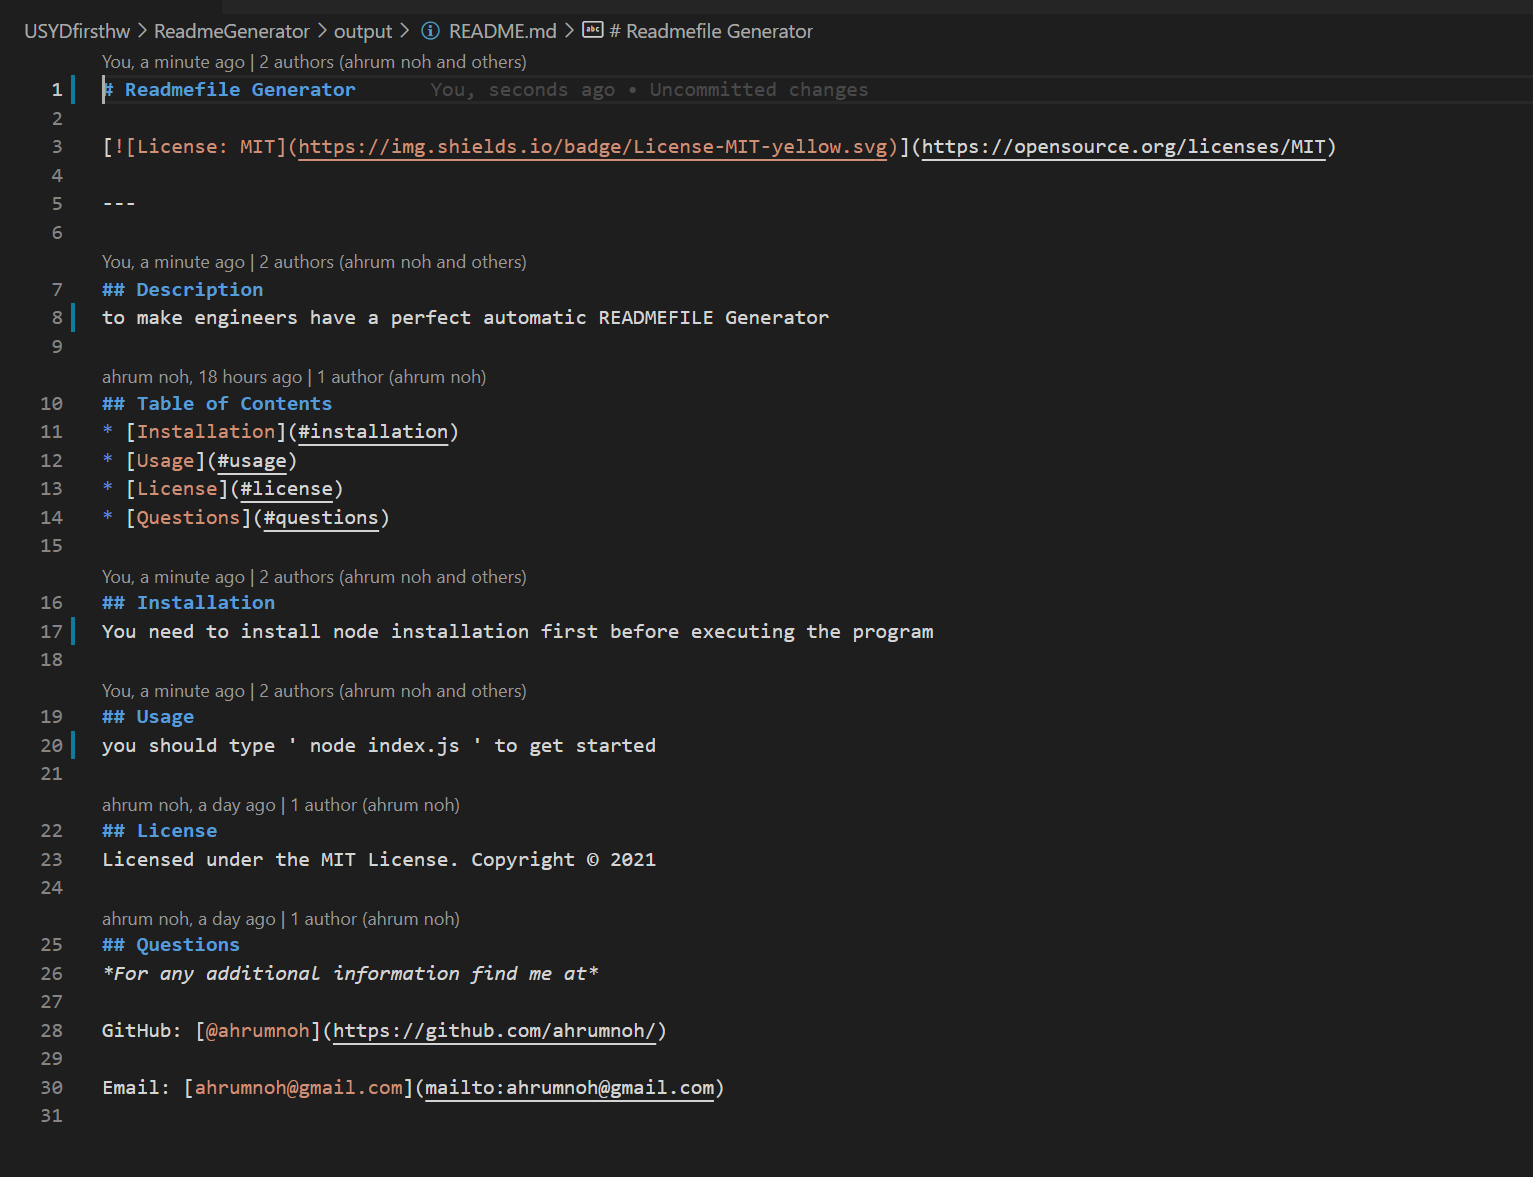 USYDfirsthw > ReadmeGenerator > output > README.md > # Readmefile Generator
You, a minute ago | 2 authors (ahrum noh and others)
1 # Readmefile Generator You, seconds ago • Uncommitted changes
2
3 [![License: MIT](https://img.shields.io/badge/License-MIT-yellow.svg)](https://opensource.org/licenses/MIT)
4
5 ---
6
You, a minute ago | 2 authors (ahrum noh and others)
7 ## Description
8 to make engineers have a perfect automatic READMEFILE Generator
9
ahrum noh, 18 hours ago | 1 author (ahrum noh)
10 ## Table of Contents
11 * [Installation](#installation)
12 * [Usage](#usage)
13 * [License](#license)
14 * [Questions](#questions)
15
You, a minute ago | 2 authors (ahrum noh and others)
16 ## Installation
17 You need to install node installation first before executing the program
18
You, a minute ago | 2 authors (ahrum noh and others)
19 ## Usage
20 you should type ' node index.js ' to get started
21
ahrum noh, a day ago | 1 author (ahrum noh)
22 ## License
23 Licensed under the MIT License. Copyright © 2021
24
ahrum noh, a day ago | 1 author (ahrum noh)
25 ## Questions
26 *For any additional information find me at*
27
28 GitHub: [@ahrumnoh](https://github.com/ahrumnoh/)
29
30 Email: [ahrumnoh@gmail.com](mailto:ahrumnoh@gmail.com)
31